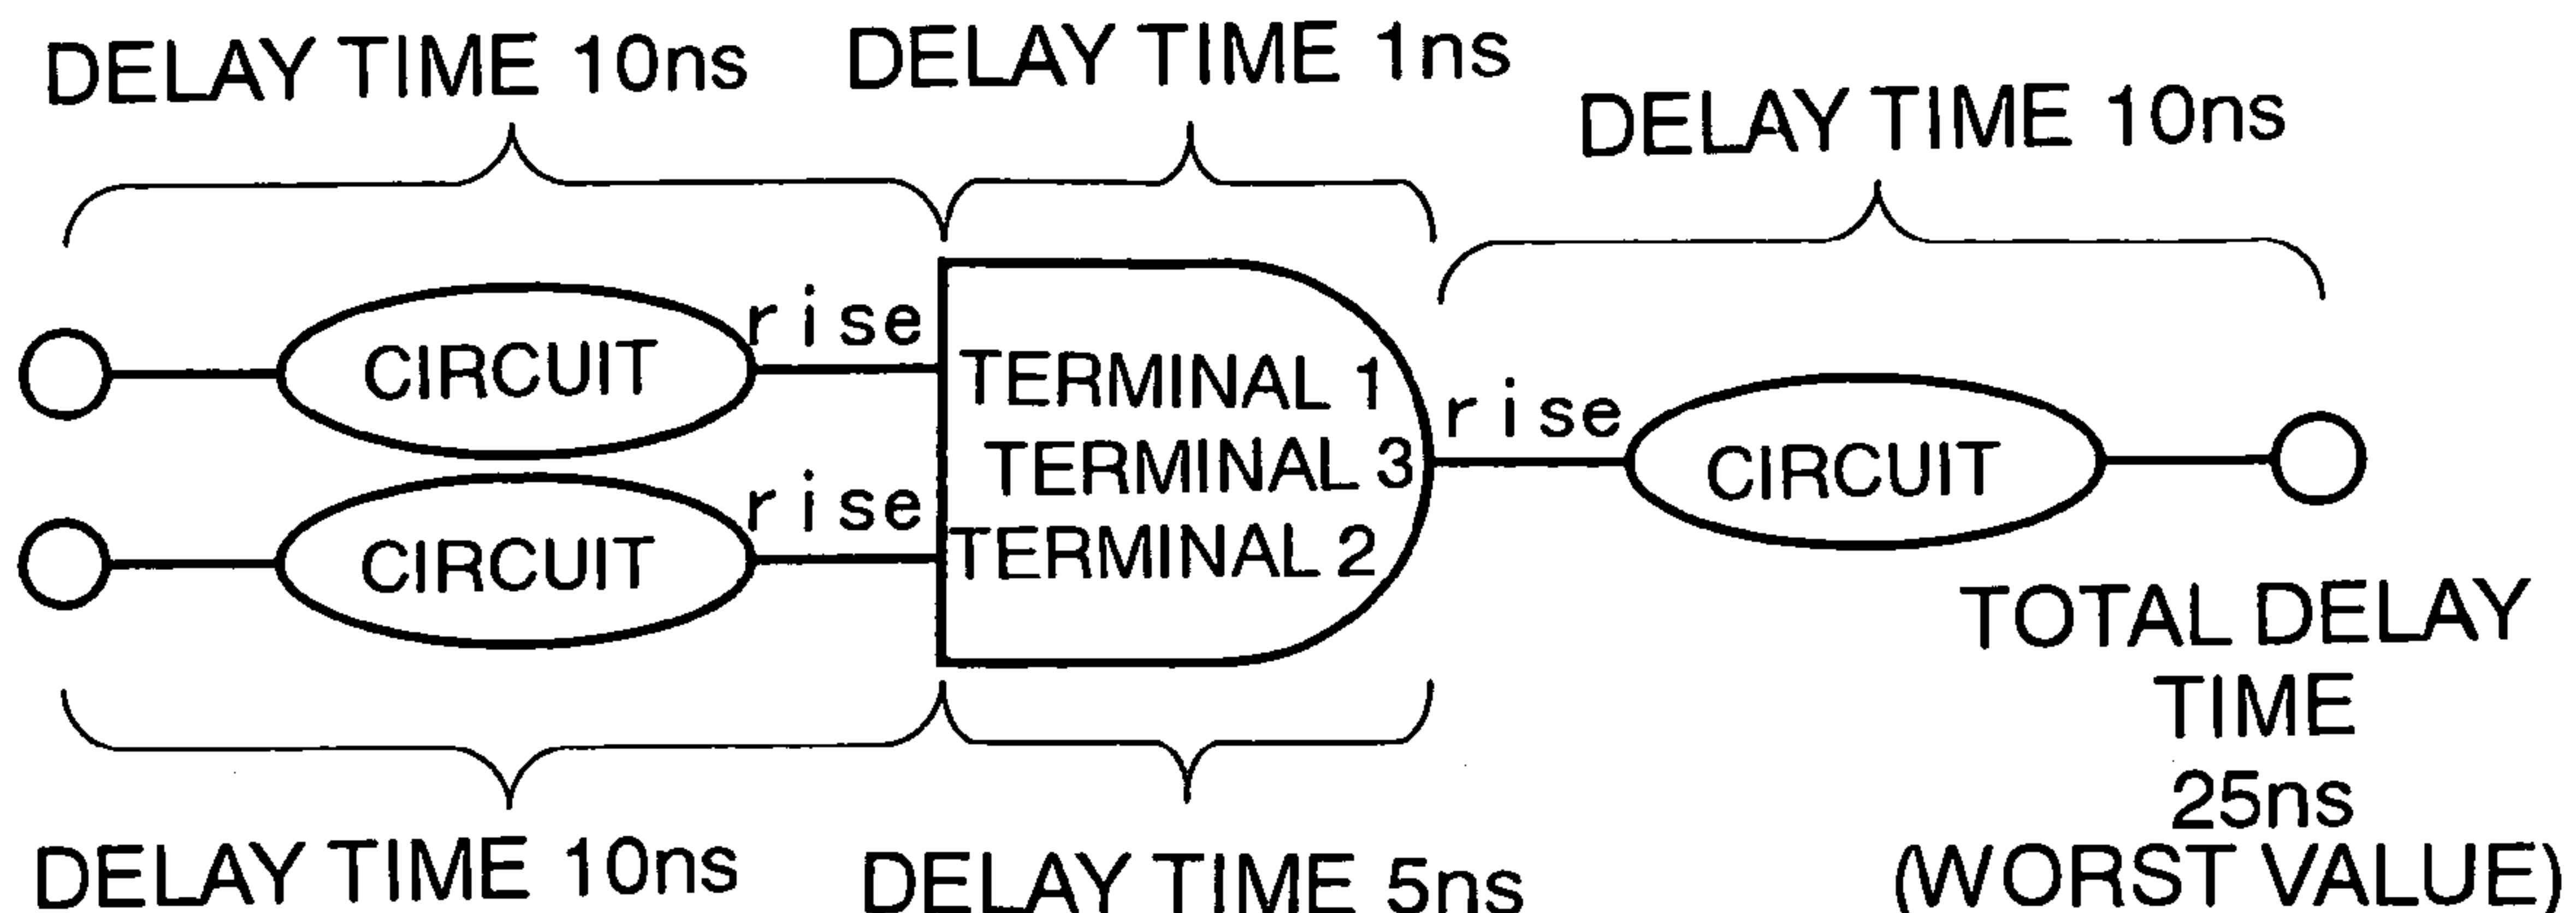 DELAY TIME 10ns
DELAY TIME 1ns
DELAY TIME 10ns
CIRCUIT
rise
TERMINAL 1
TERMINAL 3
rise
CIRCUIT
CIRCUIT
rise
TERMINAL 2
TOTAL DELAY
TIME
25ns
(WORST VALUE)
DELAY TIME 10ns
DELAY TIME 5ns